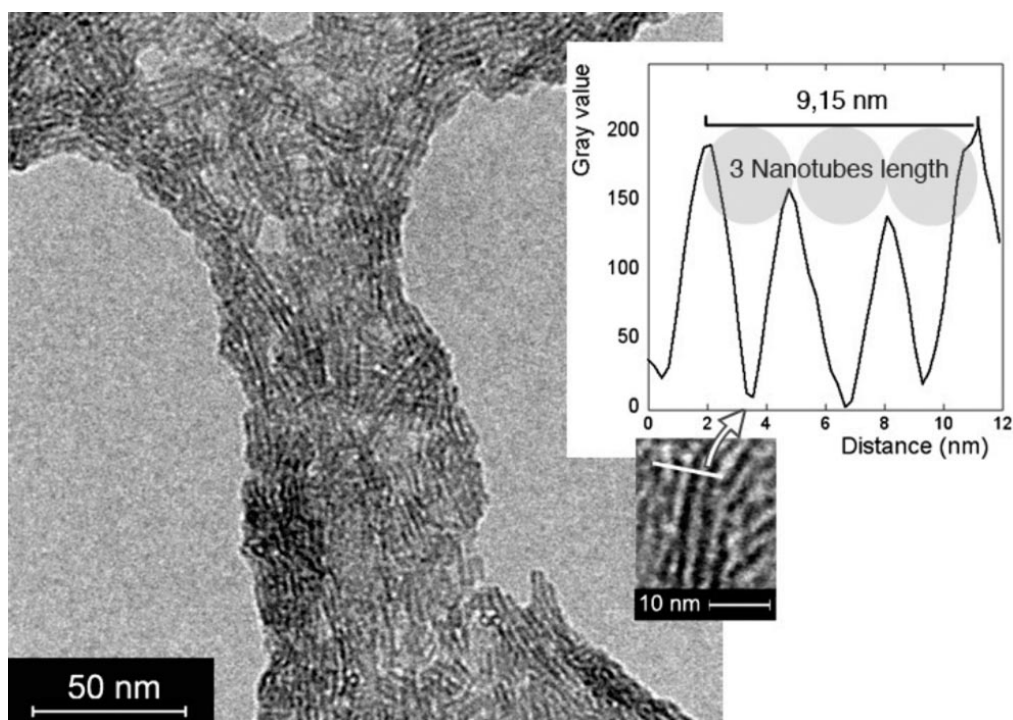 9,15 nm
Gray value
3 Nanotubes length
200
150
100
50
0
0 2 4 6 8 10 12
Distance (nm)
10 nm
50 nm